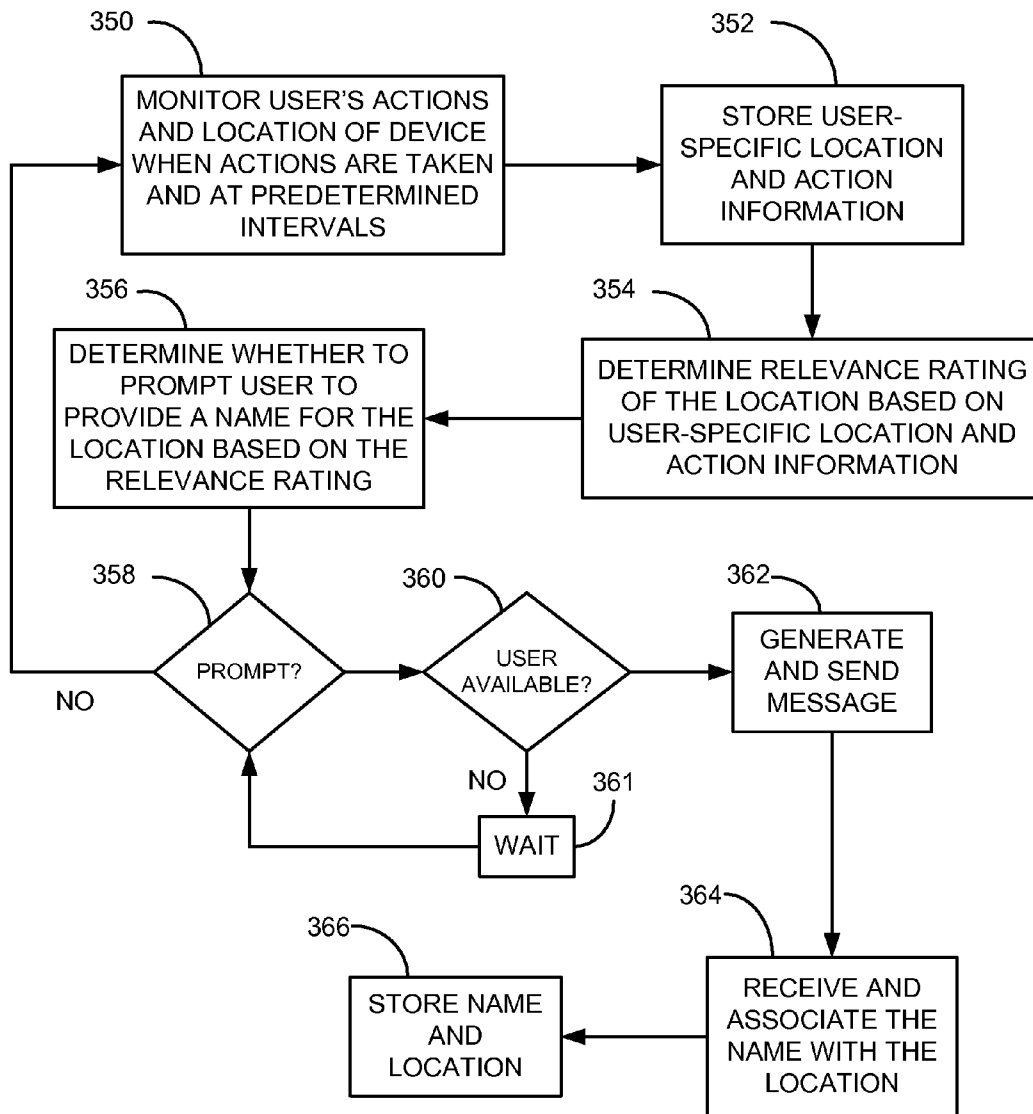 350
MONITOR USER'S ACTIONS
AND LOCATION OF DEVICE
WHEN ACTIONS ARE TAKEN
AND AT PREDETERMINED
INTERVALS
352
STORE USER-
SPECIFIC LOCATION
AND ACTION
INFORMATION
356
DETERMINE WHETHER TO
PROMPT USER TO
PROVIDE A NAME FOR THE
LOCATION BASED ON THE
RELEVANCE RATING
354
DETERMINE RELEVANCE RATING
OF THE LOCATION BASED ON
USER-SPECIFIC LOCATION AND
ACTION INFORMATION
358
PROMPT?
NO
360
USER
AVAILABLE?
NO
361
WAIT
362
GENERATE
AND SEND
MESSAGE
364
RECEIVE AND
ASSOCIATE THE
NAME WITH THE
LOCATION
366
STORE NAME
AND
LOCATION